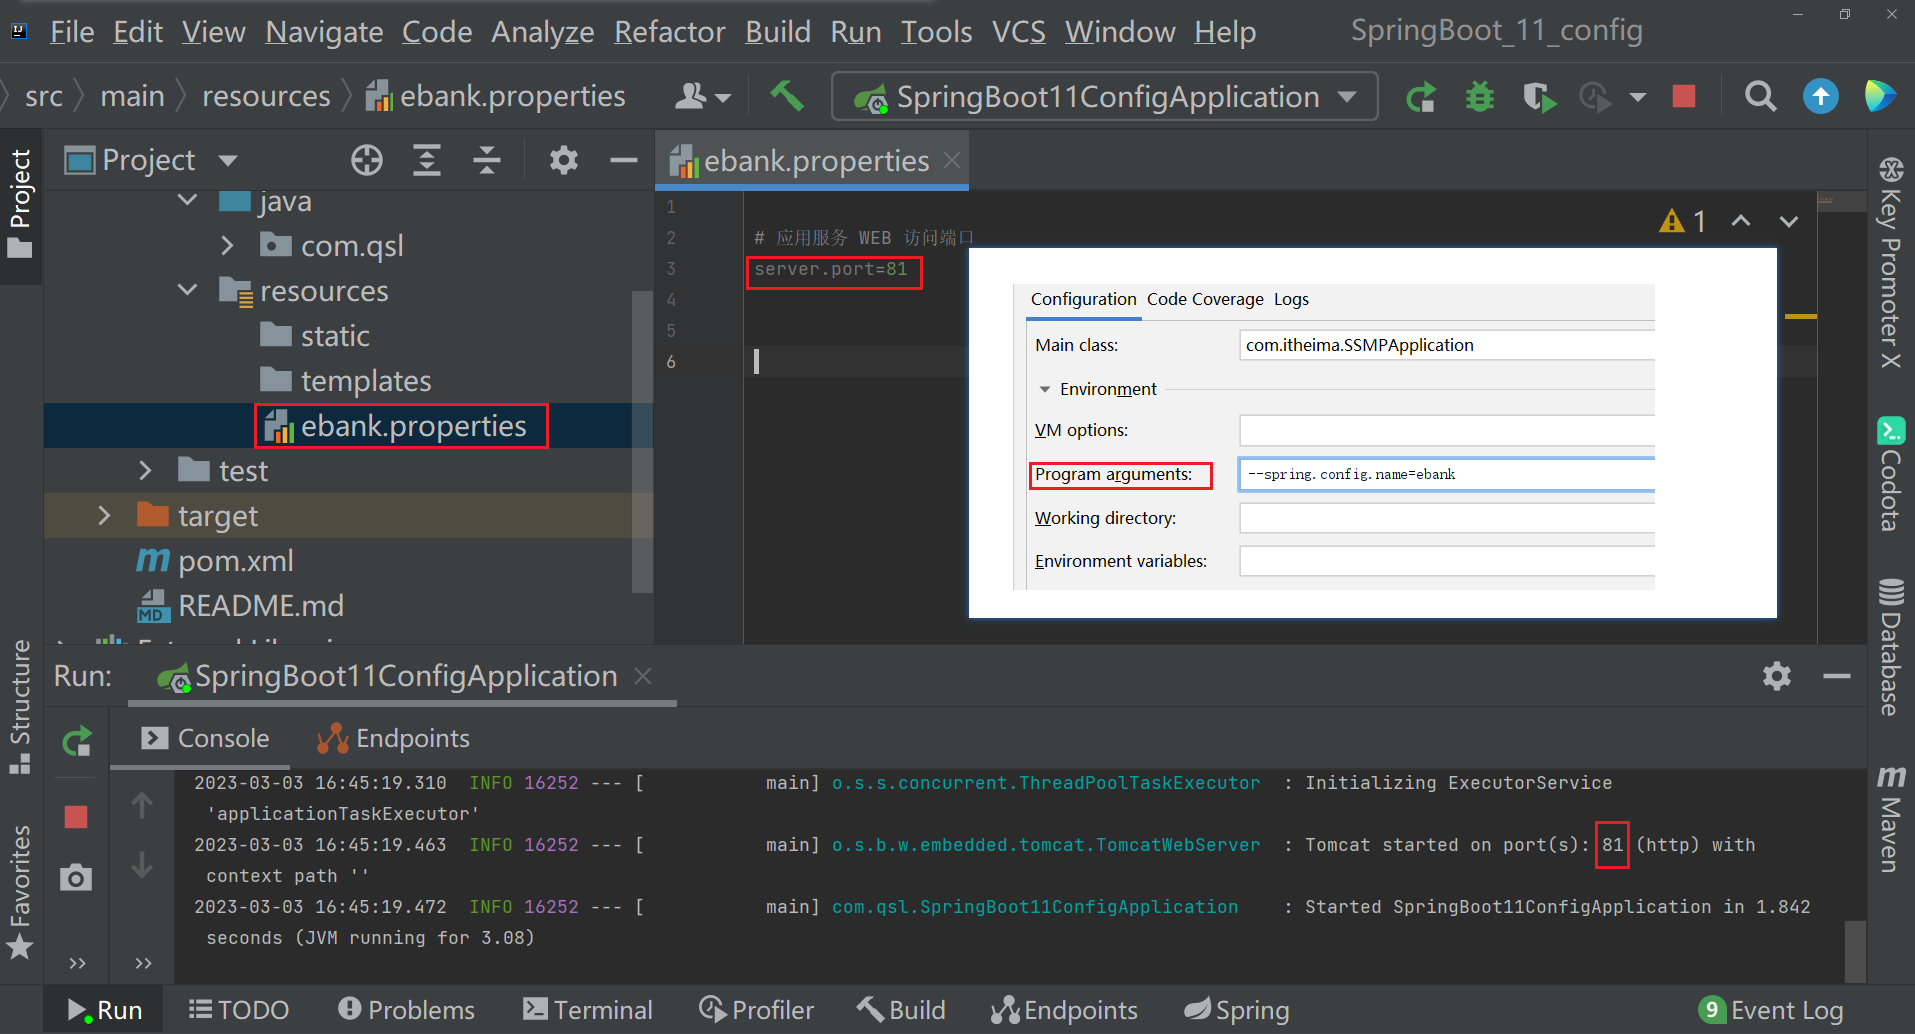 File Edit View Navigate Code Analyze Refactor Build Run Tools VCS Window Help SpringBoot_11_config
src main resources ebank.properties SpringBoot11ConfigApplication
Project
Project
ebank.properties
java
com.qsl
resources
static
templates
ebank.properties
test
target
pom.xml
README.md
1
2 # 应用服务 WEB 访问端口
3 server.port=81
4
5
6
1
Configuration Code Coverage Logs
Main class: com.itheima.SSMPApplication
Environment
VM options:
Program arguments: --spring.config.name=ebank
Working directory:
Environment variables:
Key Promoter X
Codota
Database
Maven
Structure
Favorites
Run: SpringBoot11ConfigApplication
Console Endpoints
2023-03-03 16:45:19.310 INFO 16252 --- [ main] o.s.s.concurrent.ThreadPoolTaskExecutor : Initializing ExecutorService
'applicationTaskExecutor'
2023-03-03 16:45:19.463 INFO 16252 --- [ main] o.s.b.w.embedded.tomcat.TomcatWebServer : Tomcat started on port(s): 81 (http) with
context path ''
2023-03-03 16:45:19.472 INFO 16252 --- [ main] com.qsl.SpringBoot11ConfigApplication : Started SpringBoot11ConfigApplication in 1.842
seconds (JVM running for 3.08)
Run TODO Problems Terminal Profiler Build Endpoints Spring 9 Event Log